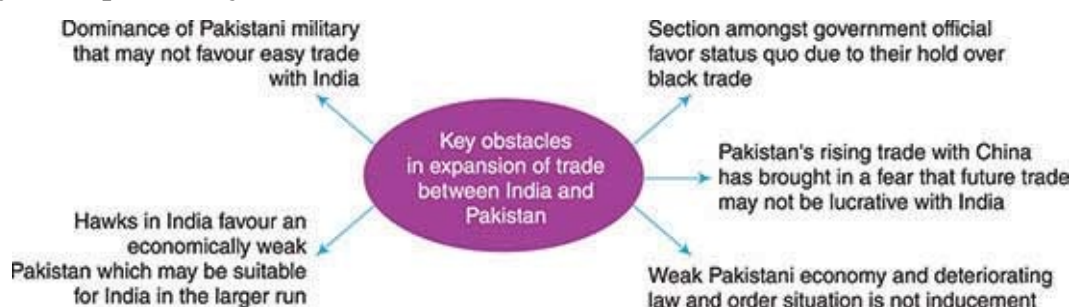 Dominance of Pakistani military
that may not favour easy trade
with India
Section amongst government official
favor status quo due to their hold over
black trade
Key obstacles
in expansion of trade
between India and
Pakistan
Pakistan's rising trade with China
has brought in a fear that future trade
may not be lucrative with India
Hawks in India favour an
economically weak
Pakistan which may be suitable
for India in the larger run
Weak Pakistani economy and deteriorating
law and order situation is not inducement